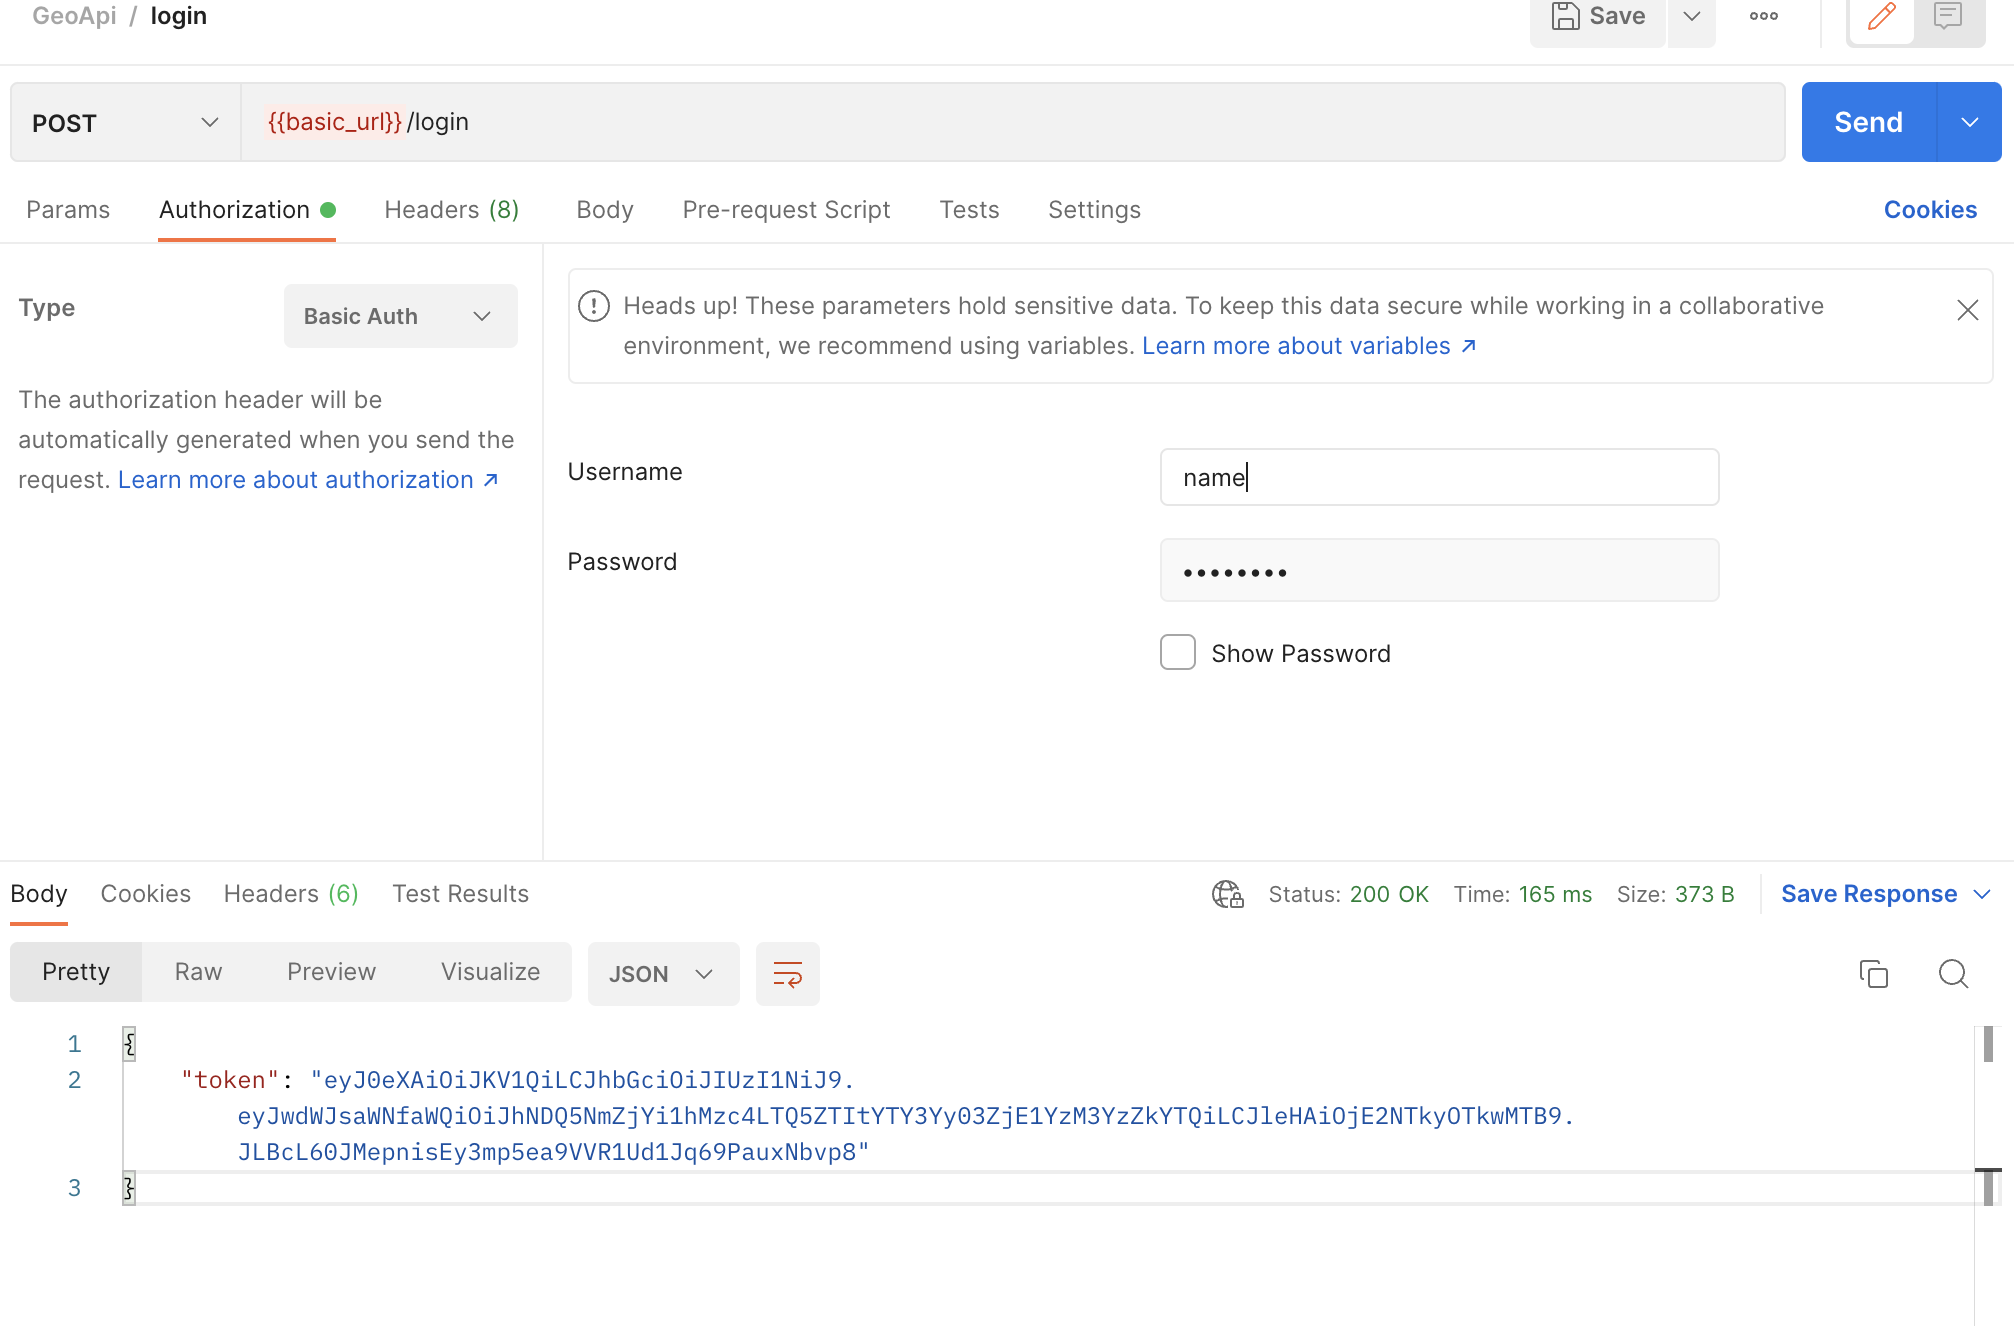 GeoApi / login
Save
POST
{{basic_url}}/login
Send
Params Authorization Headers (8) Body Pre-request Script Tests Settings Cookies
Type
Basic Auth
The authorization header will be
automatically generated when you send the
request. Learn more about authorization ↗
Heads up! These parameters hold sensitive data. To keep this data secure while working in a collaborative
environment, we recommend using variables. Learn more about variables ↗
Username
name
Password
••••••••
Show Password
Body Cookies Headers (6) Test Results Status: 200 OK Time: 165 ms Size: 373 B Save Response
Pretty Raw Preview Visualize JSON
1 {
2 "token": "eyJ0eXAiOiJKV1QiLCJhbGciOiJIUzI1NiJ9.
eyJwdWJsaWNfaWQiOiJhNDQ5NmZjYi1hMzc4LTQ5ZTItYTY3Yy03ZjE1YzM3YzZkYTQiLCJleHAiOjE2NTkyOTkwMTB9.
JLBcL60JMepnisEy3mp5ea9VVR1Ud1Jq69PauxNbvp8"
3 }